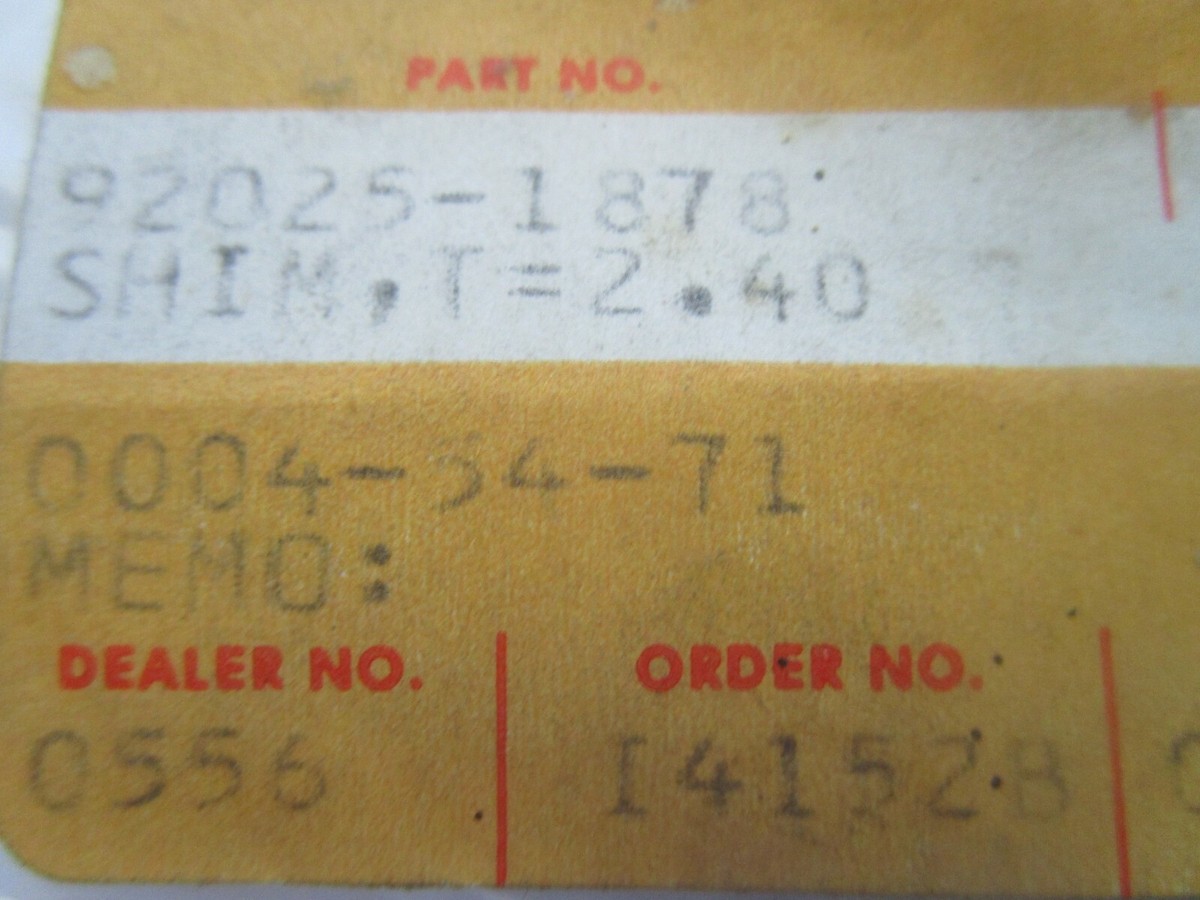 PART NO.
92025-1878
SHIM,T=2.40
0004-54-71
MEMO:
DEALER NO. ORDER NO.
0556 I4152B